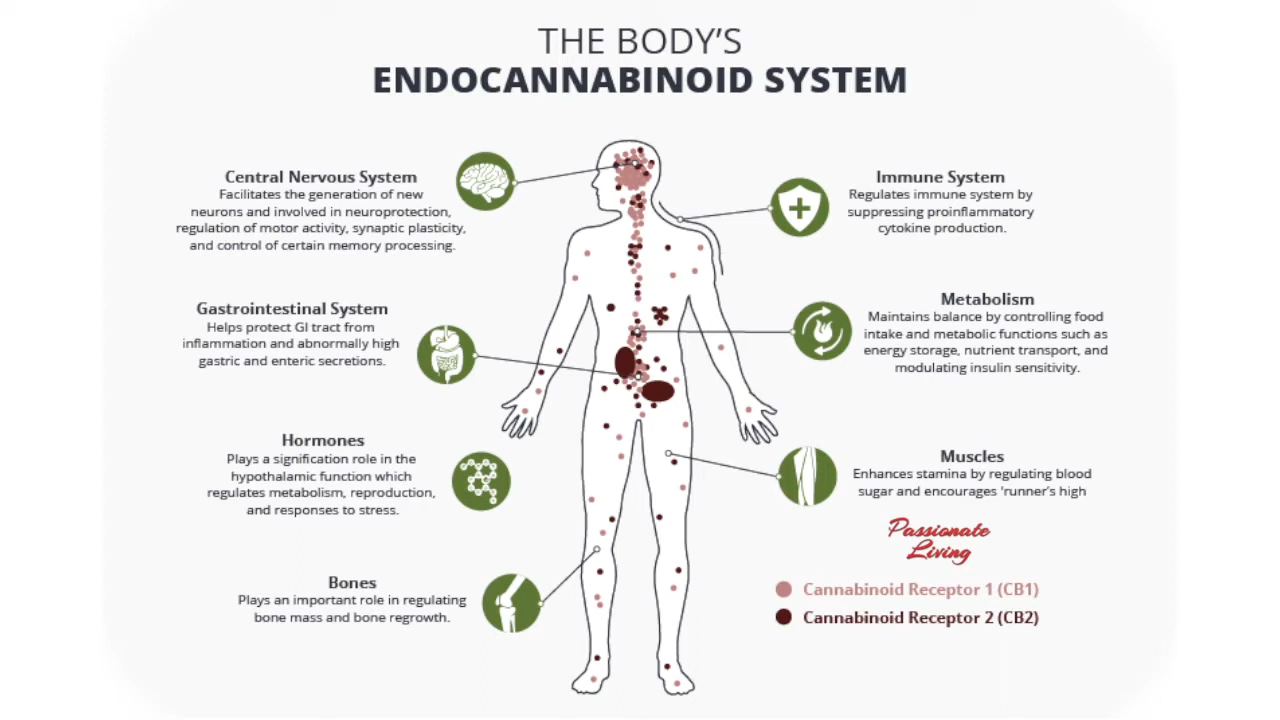 THE BODY'S
ENDOCANNABINOID SYSTEM
Central Nervous System
Facilitates the generation of new
neurons and involved in neuroprotection,
regulation of motor activity, synaptic plasticity,
and control of certain memory processing.
Immune System
Regulates immune system by
suppressing proinflammatory
cytokine production.
Gastrointestinal System
Helps protect GI tract from
inflammation and abnormally high
gastric and enteric secretions.
Metabolism
Maintains balance by controlling food
intake and metabolic functions such as
energy storage, nutrient transport, and
modulating insulin sensitivity.
Hormones
Plays a signification role in the
hypothalamic function which
regulates metabolism, reproduction,
and responses to stress.
Muscles
Enhances stamina by regulating blood
sugar and encourages 'runner's high
Passionate
Living
Bones
Plays an important role in regulating
bone mass and bone regrowth.
Cannabinoid Receptor 1 (CB1)
Cannabinoid Receptor 2 (CB2)